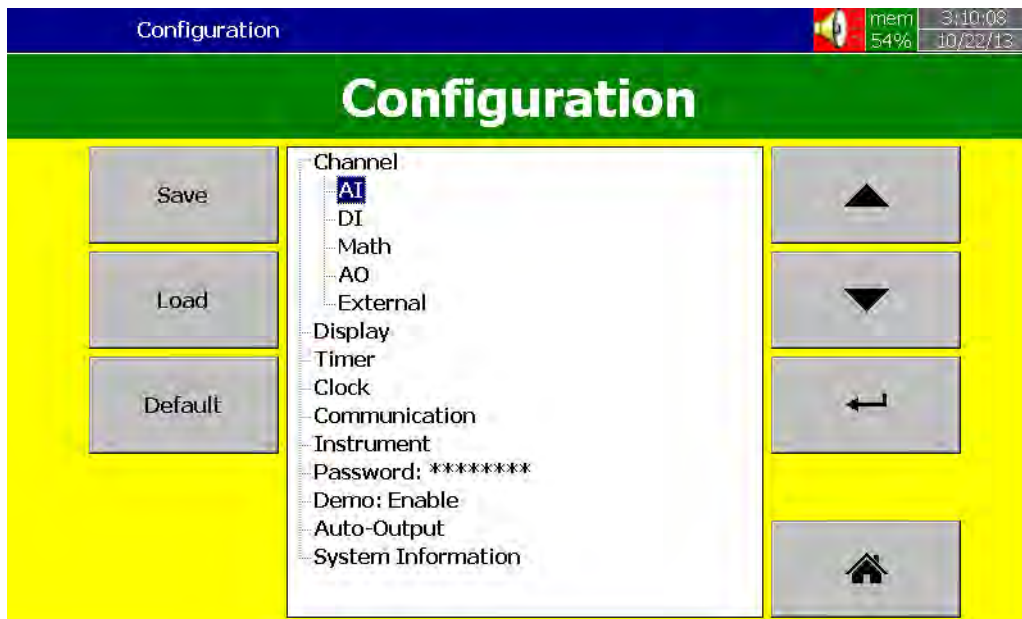 Configuration
mem 3:10:08
54% 10/22/13
Configuration
Save
Load
Default
Channel
AI
DI
Math
AO
External
Display
Timer
Clock
Communication
Instrument
Password: ********
Demo: Enable
Auto-Output
System Information